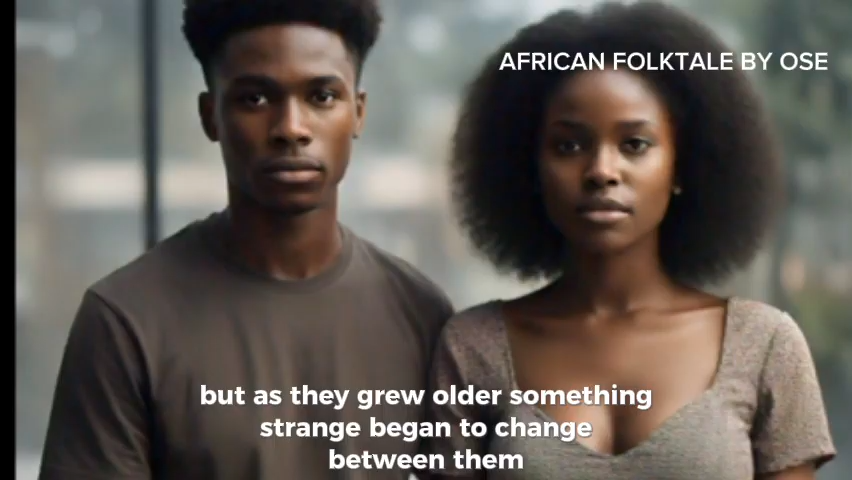 AFRICAN FOLKTALE BY OSE
but as they grew older something
strange began to change
between them